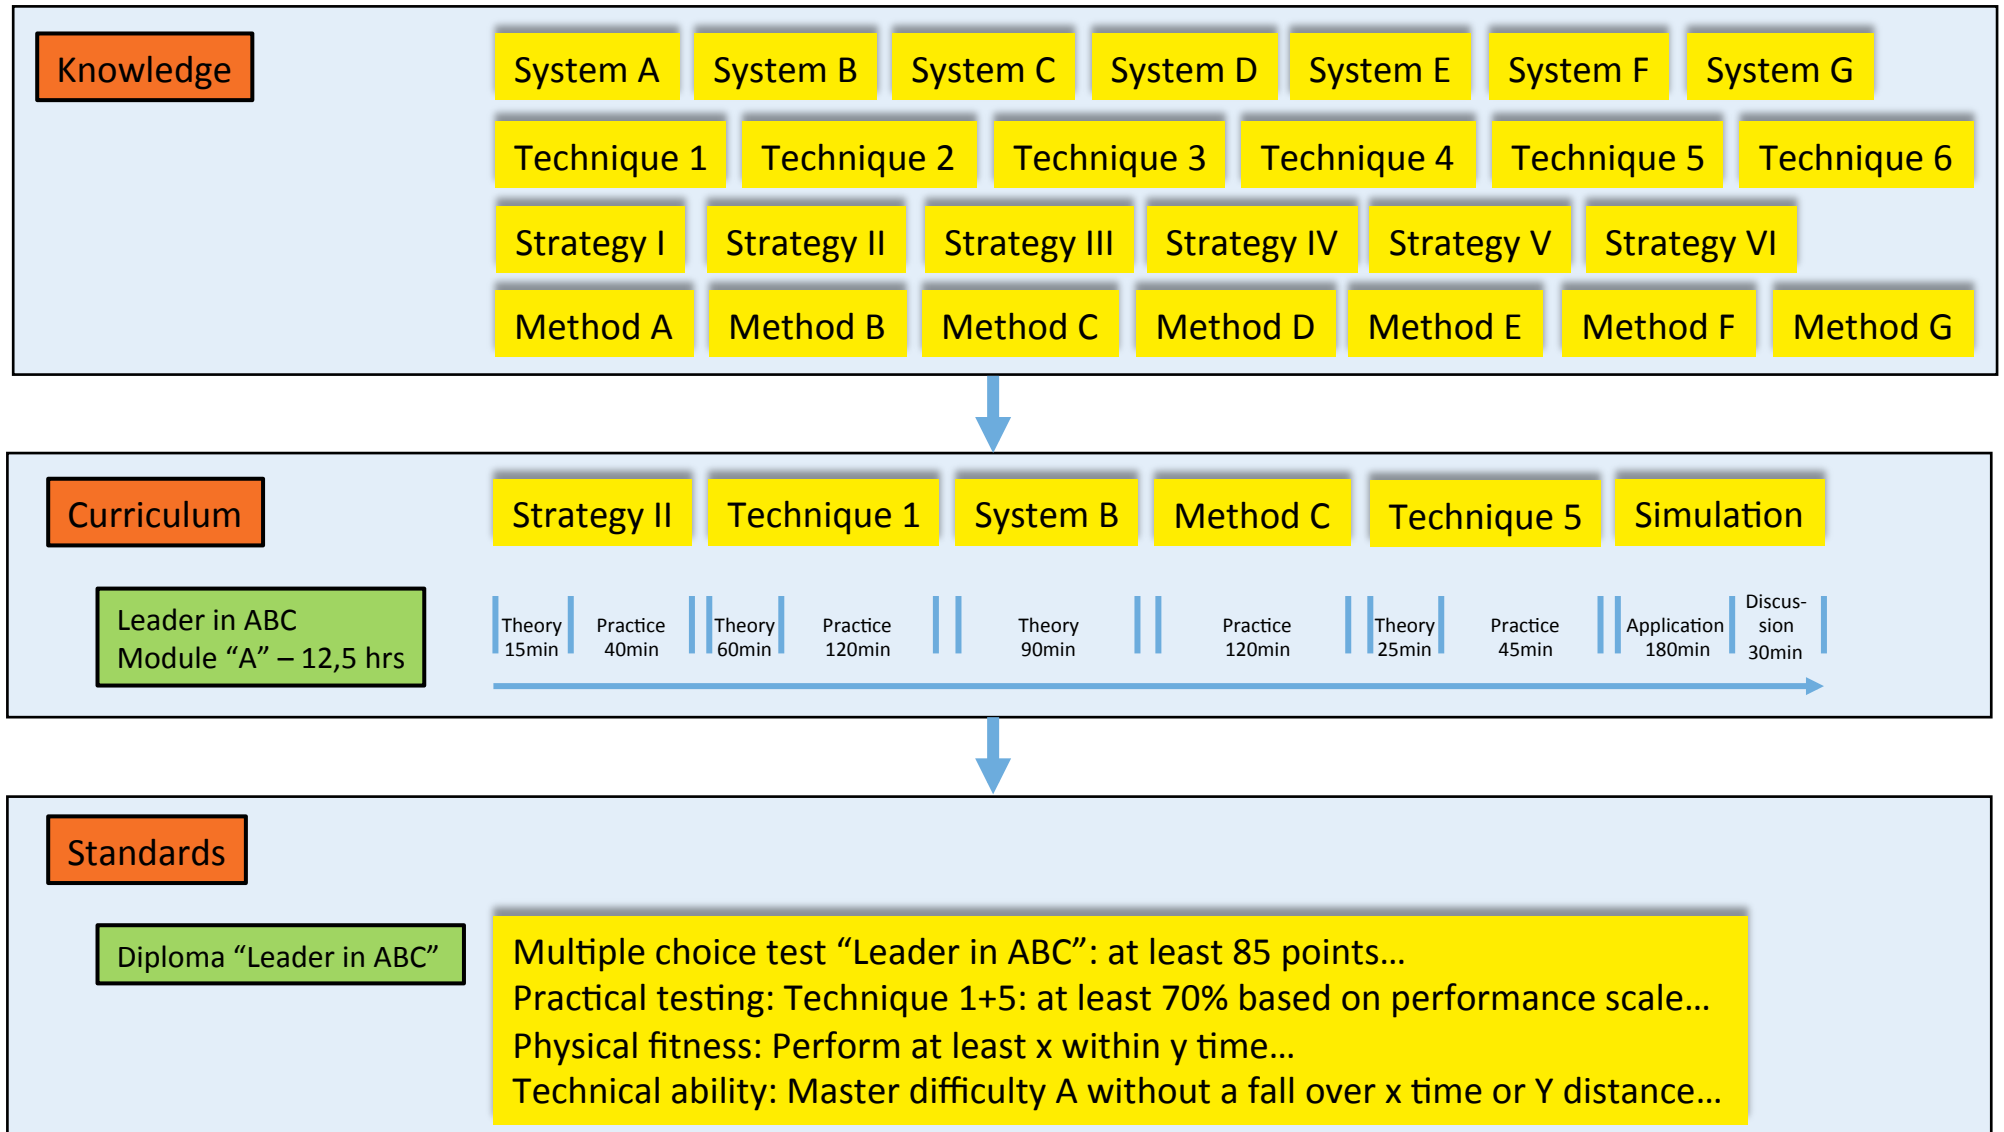 Knowledge
System A System B System C System D System E System F System G
Technique 1 Technique 2 Technique 3 Technique 4 Technique 5 Technique 6
Strategy I Strategy II Strategy III Strategy IV Strategy V Strategy VI
Method A Method B Method C Method D Method E Method F Method G
Curriculum
Strategy II Technique 1 System B Method C Technique 5 Simulation
Leader in ABC
Module “A” – 12,5 hrs
Theory
15min
Practice
40min
Theory
60min
Practice
120min
Theory
90min
Practice
120min
Theory
25min
Practice
45min
Application
180min
Discus-
sion
30min
Standards
Diploma “Leader in ABC”
Multiple choice test “Leader in ABC”: at least 85 points…
Practical testing: Technique 1+5: at least 70% based on performance scale…
Physical fitness: Perform at least x within y time…
Technical ability: Master difficulty A without a fall over x time or Y distance…